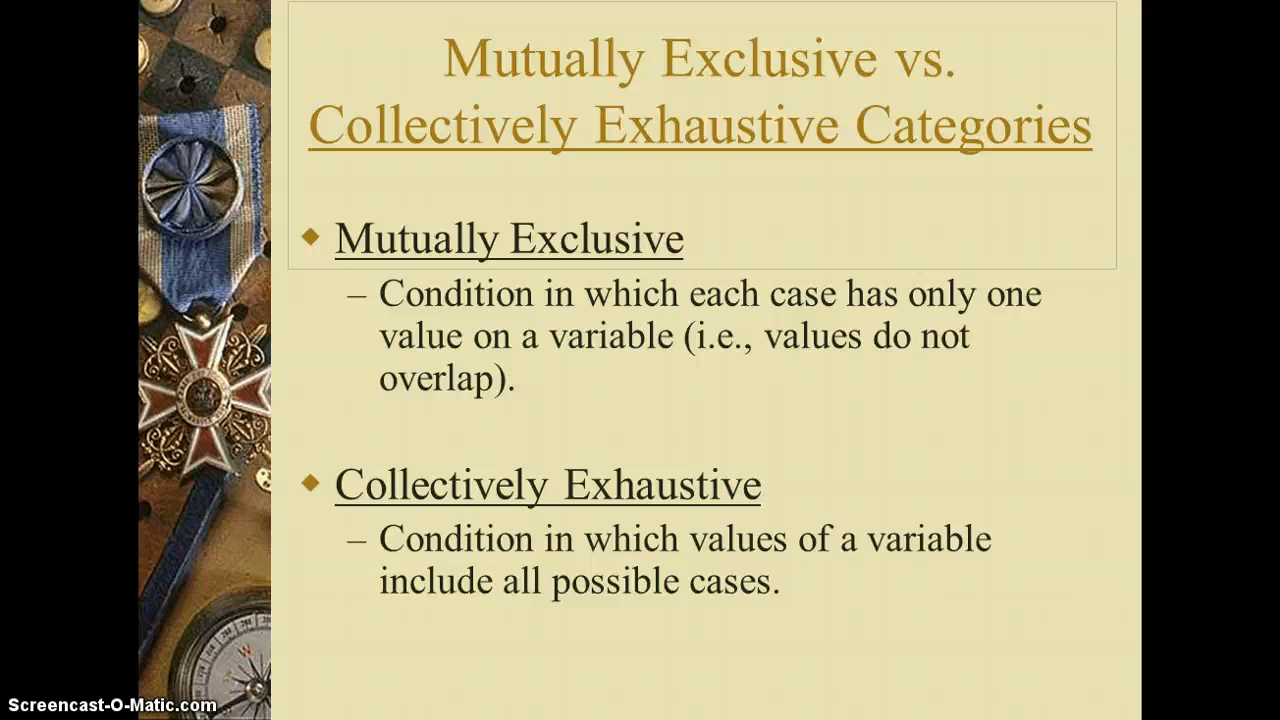 Mutually Exclusive vs.
Collectively Exhaustive Categories
Mutually Exclusive
– Condition in which each case has only one
value on a variable (i.e., values do not
overlap).
Collectively Exhaustive
– Condition in which values of a variable
include all possible cases.
W
Screencast-O-Matic.com